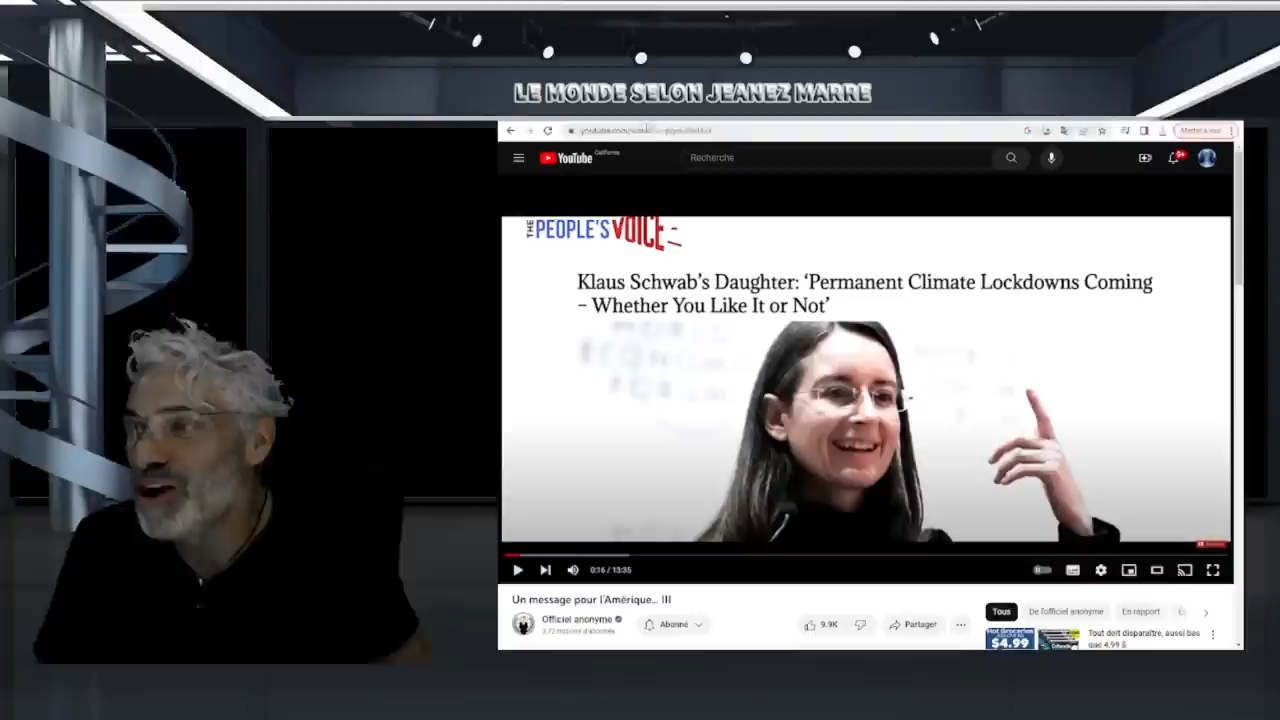 LE MONDE SELON JEANEZ MARRE
YouTube
California
Recherche
9+
THE PEOPLE'S VOICE
Klaus Schwab's Daughter: 'Permanent Climate Lockdowns Coming
– Whether You Like It or Not'
0:16 / 13:35
Un message pour l'Amérique... !!!
Officiel anonyme
Abonné
9.9K
Partager
Tous
De l'officiel anonyme
En rapport
$4.99
Tout doit disparaître, aussi bas
que 4,99 $